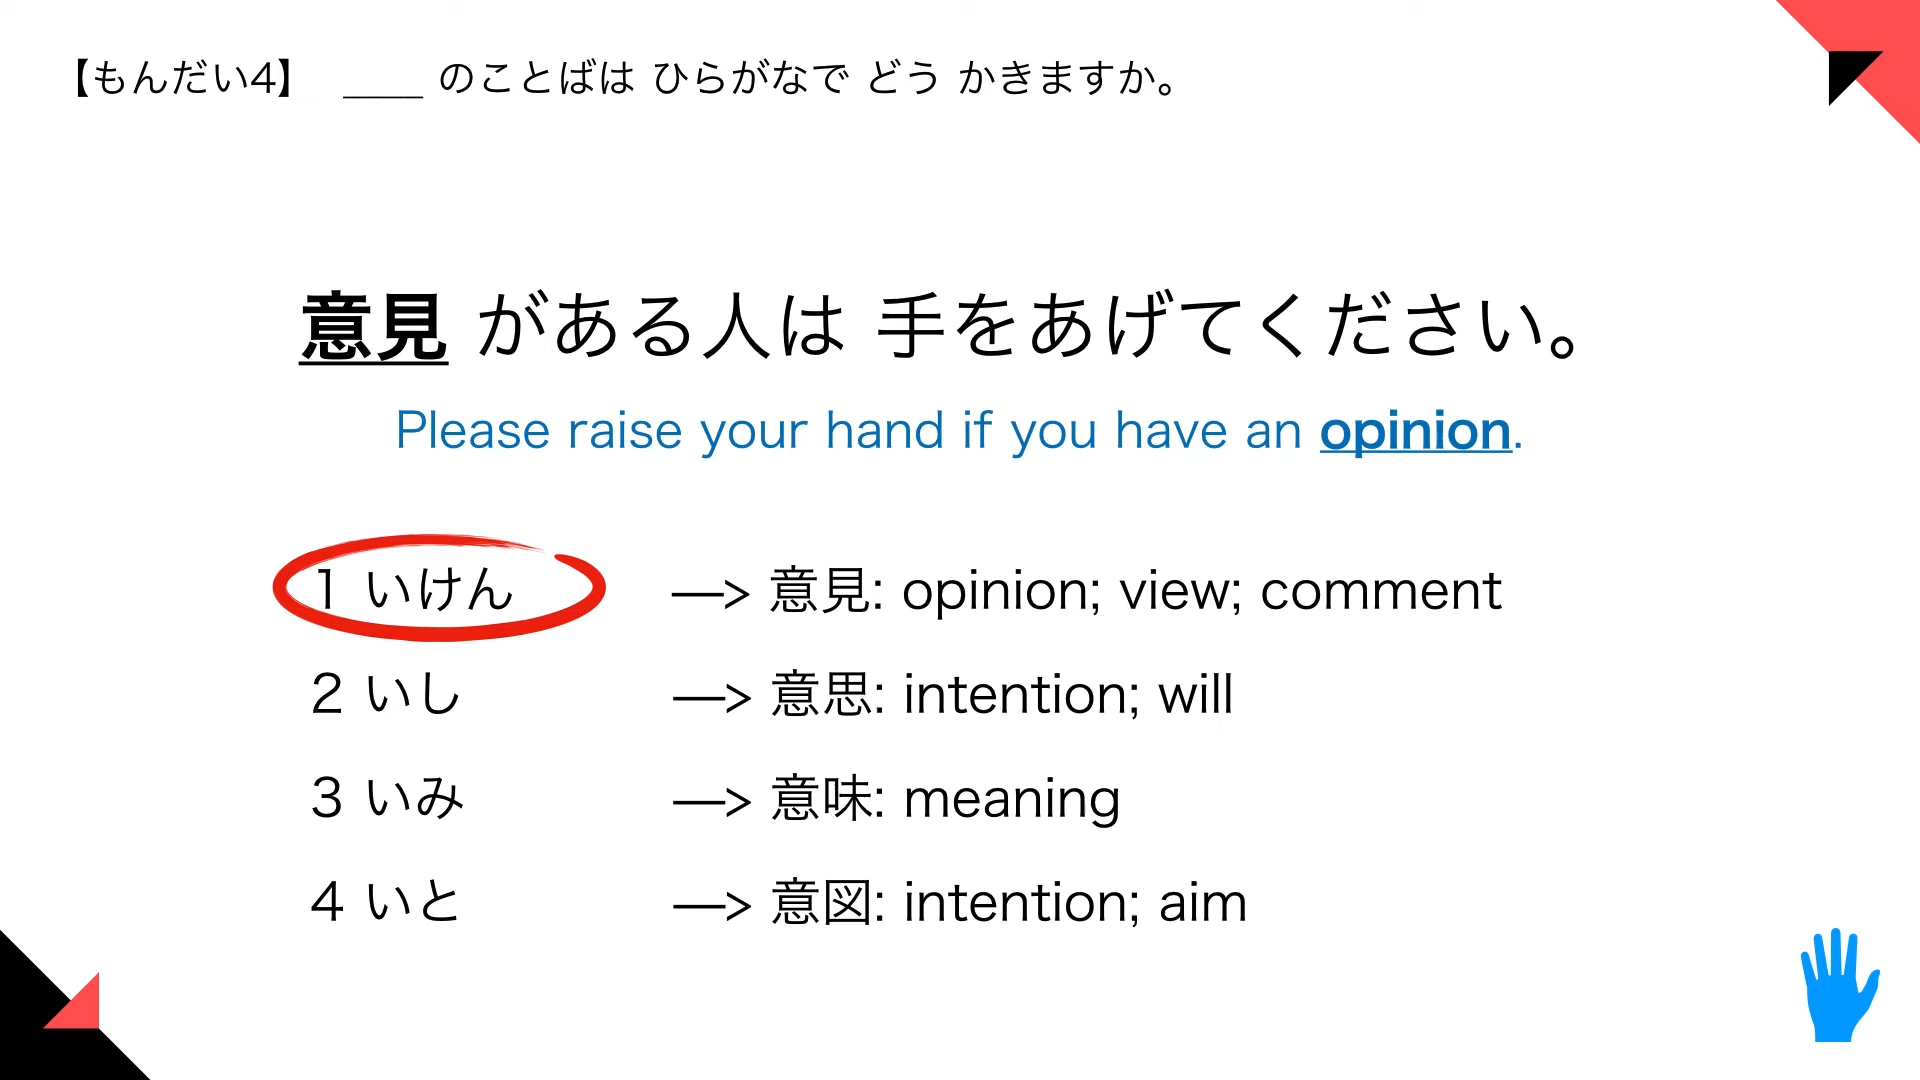 【もんだい4】 ____ のことばは ひらがなで どう かきますか。
意見 がある人は 手をあげてください。
Please raise your hand if you have an opinion.
1 いけん —> 意見: opinion; view; comment
2 いし —> 意思: intention; will
3 いみ —> 意味: meaning
4 いと —> 意図: intention; aim